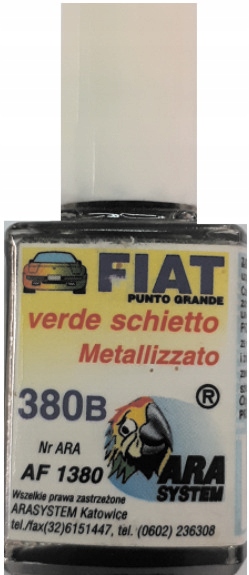 FIAT
PUNTO GRANDE
verde schietto
Metallizzato
380B
®
Nr ARA
AF 1380
ARA
SYSTEM
Wszelkie prawa zastrzeżone
ARASYSTEM Katowice
tel./fax(32)6151447, tel. (0602) 236308